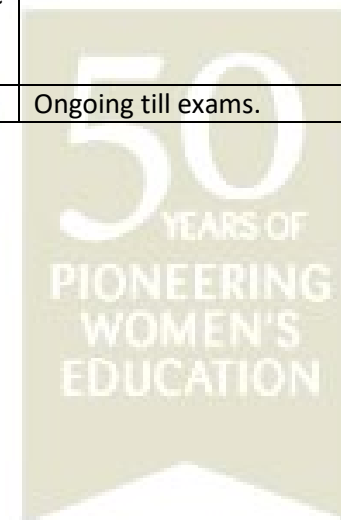 Ongoing till exams.
50
YEARS OF
PIONEERING
WOMEN'S
EDUCATION